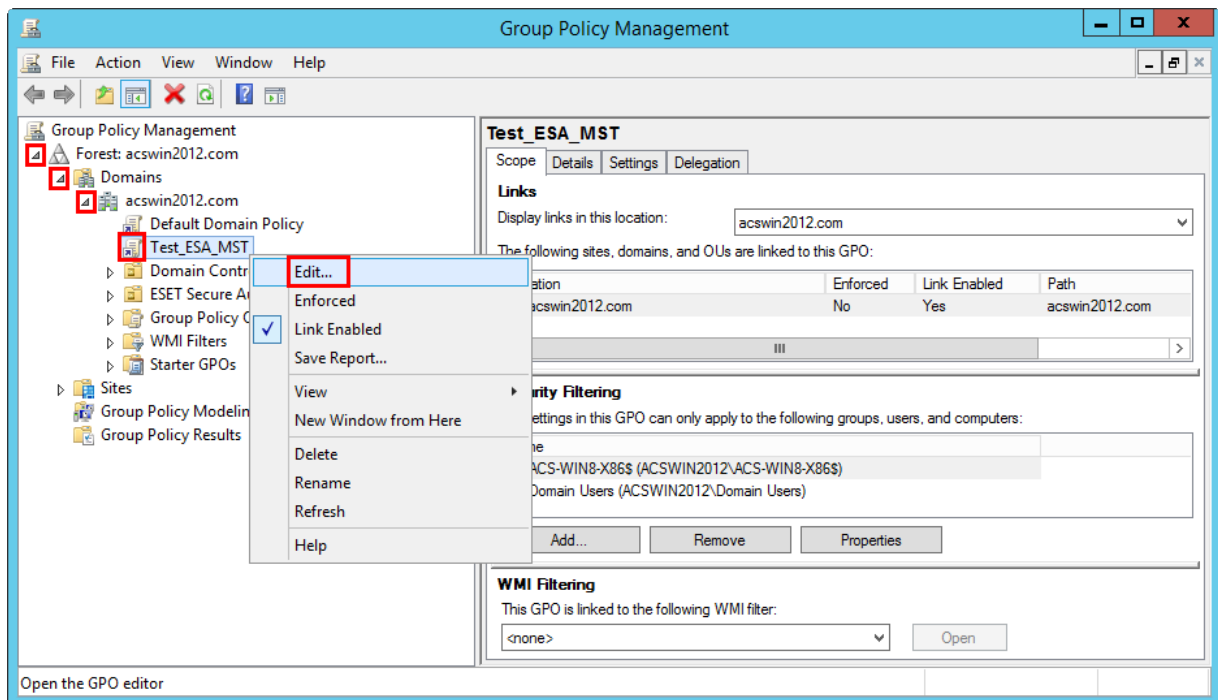 Group Policy Management
File Action View Window Help
Group Policy Management
Forest: acswin2012.com
Domains
acswin2012.com
Default Domain Policy
Test_ESA_MST
Domain Contr
ESET Secure A
Group Policy
WMI Filters
Starter GPOs
Sites
Group Policy Modelin
Group Policy Results
Edit...
Enforced
Link Enabled
Save Report...
View
New Window from Here
Delete
Rename
Refresh
Help
Test_ESA_MST
Scope Details Settings Delegation
Links
Display links in this location: acswin2012.com
The following sites, domains, and OUs are linked to this GPO:
ation Enforced Link Enabled Path
acswin2012.com No Yes acswin2012.com
urity Filtering
ettings in this GPO can only apply to the following groups, users, and computers:
ne
ACS-WIN8-X86$ (ACSWIN2012\ACS-WIN8-X86$)
Domain Users (ACSWIN2012\Domain Users)
Add... Remove Properties
WMI Filtering
This GPO is linked to the following WMI filter:
<none> Open
Open the GPO editor